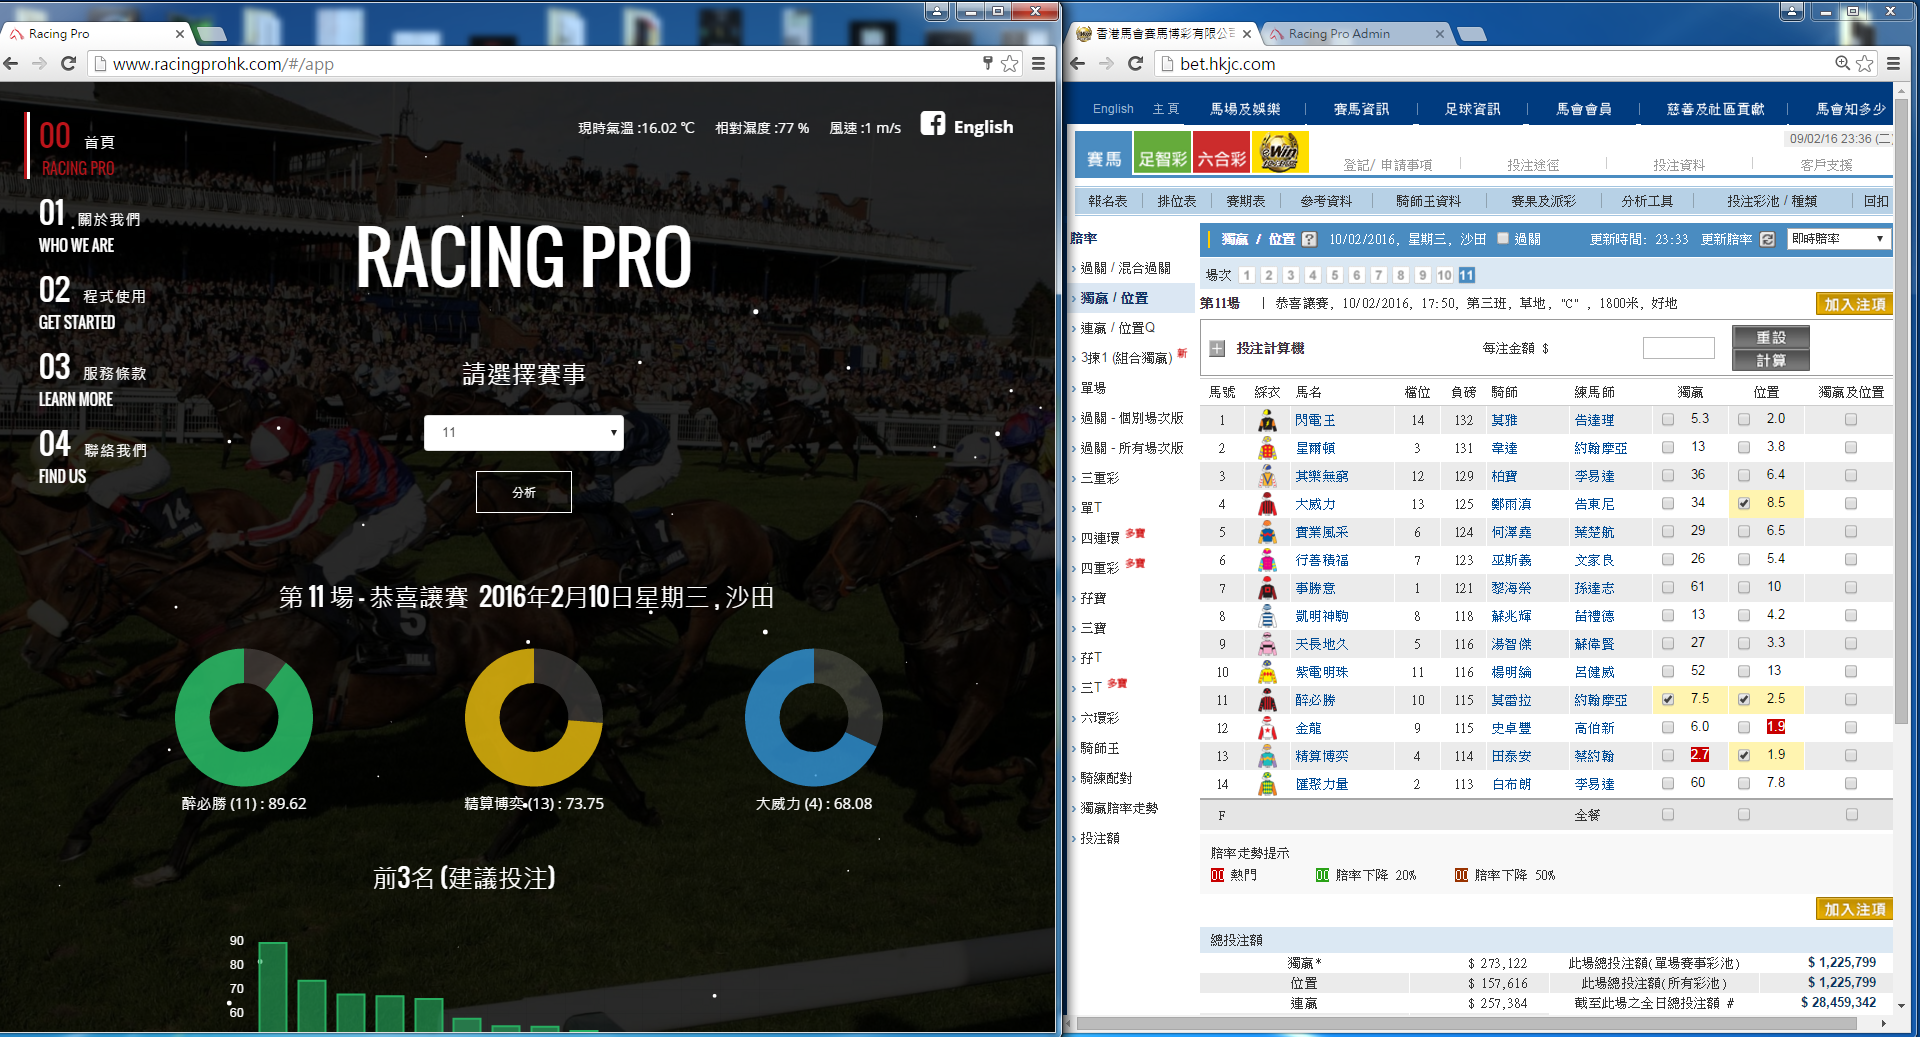 Racing Pro
www.racingprohk.com/#/app
00 首頁
RACING PRO
01 關於我們
WHO WE ARE
02 程式使用
GET STARTED
03 服務條款
LEARN MORE
04 聯絡我們
FIND US
現時氣溫 :16.02 ℃ 相對濕度 :77 % 風速 :1 m/s English
RACING PRO
請選擇賽事
11
分析
第 11 場 - 恭喜讓賽 2016年2月10日星期三 , 沙田
醉必勝 (11) : 89.62
精算博奕 (13) : 73.75
大威力 (4) : 68.08
前3名 (建議投注)
90
80
70
60
香港馬會賽馬博彩有限公司
Racing Pro Admin
bet.hkjc.com
English 主頁 馬場及娛樂 賽馬資訊 足球資訊 馬會會員 慈善及社區貢獻 馬會知多少
09/02/16 23:36 (二)
賽馬 足智彩 六合彩 eWin
登記/ 申請事項 投注途徑 投注資料 客戶支援
報名表 排位表 賽期表 參考資料 騎師王資料 賽果及派彩 分析工具 投注彩池 / 種類 回扣
賠率
過關 / 混合過關
獨贏 / 位置
連贏 / 位置Q
3揀1 (組合獨贏) 新
單場
過關 - 個別場次版
過關 - 所有場次版
三重彩
單T
四連環 多寶
四重彩 多寶
孖寶
三寶
孖T
三T 多寶
六環彩
騎師王
騎練配對
獨贏賠率走勢
投注額
獨贏 / 位置 ? 10/02/2016, 星期三, 沙田 過關 更新時間: 23:33 更新賠率 即時賠率
場次 1 2 3 4 5 6 7 8 9 10 11
第11場 | 恭喜讓賽, 10/02/2016, 17:50, 第三班, 草地, "C" , 1800米, 好地
加入注項
投注計算機 每注金額 $ 重設
計算
馬號 綵衣 馬名 檔位 負磅 騎師 練馬師 獨贏 位置 獨贏及位置
1 閃電王 14 132 莫雅 告達理 5.3 2.0
2 星爾頓 3 131 韋達 約翰摩亞 13 3.8
3 其樂無窮 12 129 柏寶 李易達 36 6.4
4 大威力 13 125 鄭雨滇 告東尼 34 8.5
5 實業風采 6 124 何澤堯 葉楚航 29 6.5
6 行善積福 7 123 巫斯義 文家良 26 5.4
7 事勝意 1 121 黎海榮 孫達志 61 10
8 凱明神駒 8 118 蘇兆輝 苗禮德 13 4.2
9 天長地久 5 116 湯智傑 蘇偉賢 27 3.3
10 紫電明珠 11 116 楊明綸 呂健威 52 13
11 醉必勝 10 115 莫雷拉 約翰摩亞 7.5 2.5
12 金龍 9 115 史卓豐 高伯新 6.0 1.9
13 精算博奕 4 114 田泰安 蔡約翰 2.7 1.9
14 匯聚力量 2 113 白布朗 李易達 60 7.8
F 全餐
賠率走勢提示
00 熱門 00 賠率下降 20% 00 賠率下降 50%
加入注項
總投注額
獨贏* $ 273,122 此場總投注額(單場賽事彩池) $ 1,225,799
位置 $ 157,616 此場總投注額(所有彩池) $ 1,225,799
連贏 $ 257,384 截至此場之全日總投注額 # $ 28,459,342